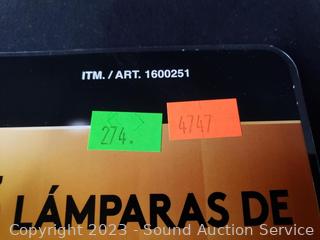 ITM. / ART. 1600251
274.
4747
LÁMPARAS DE
Copyright 2023 - Sound Auction Service